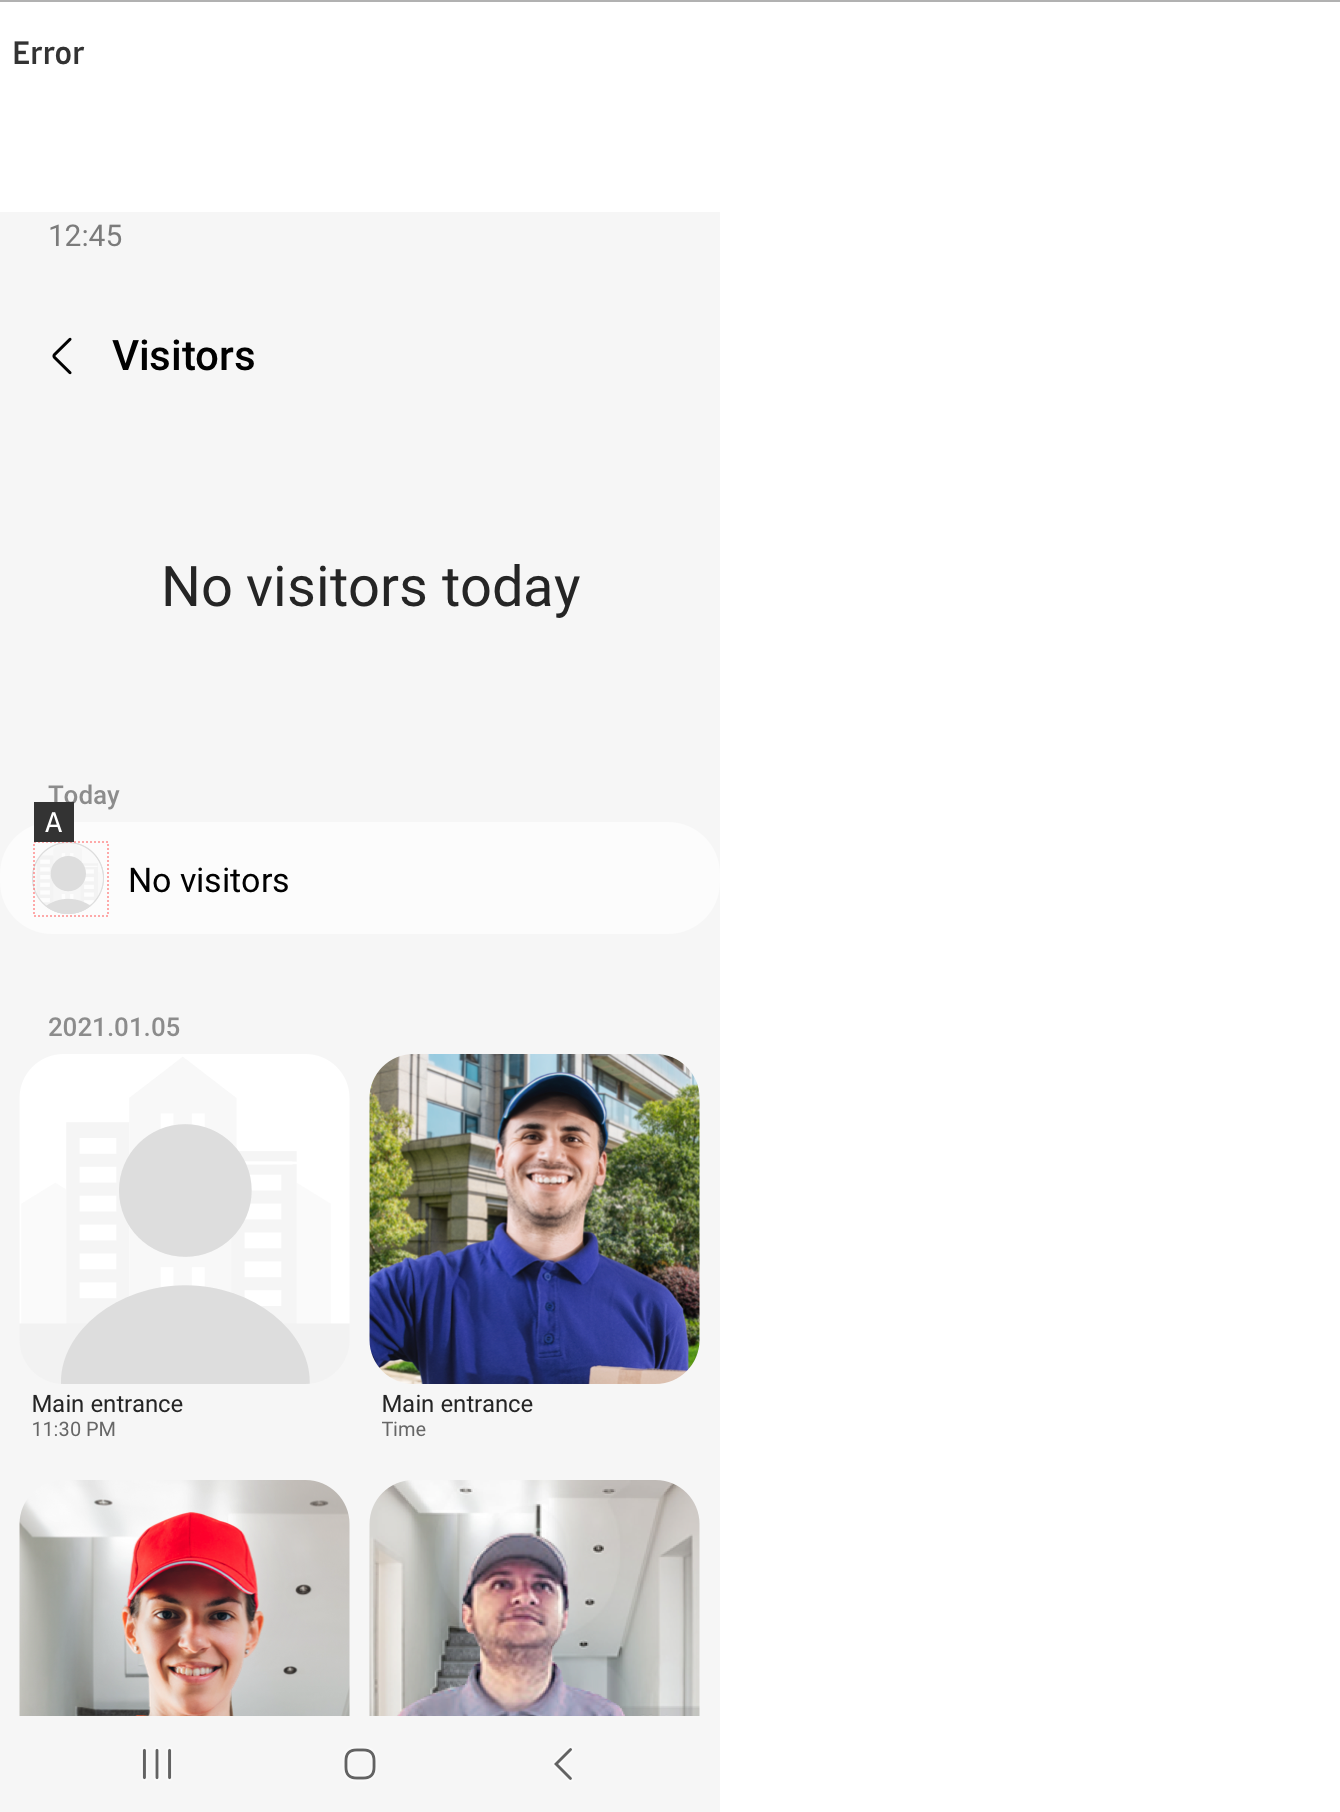 Error
12:45
Visitors
No visitors today
Today
A
No visitors
2021.01.05
Main entrance
11:30 PM
Main entrance
Time